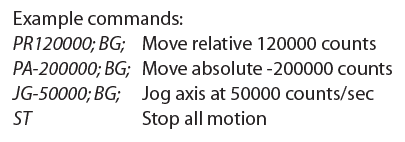 Example commands:
PR120000; BG; Move relative 120000 counts
PA-200000; BG; Move absolute -200000 counts
JG-50000; BG; Jog axis at 50000 counts/sec
ST Stop all motion